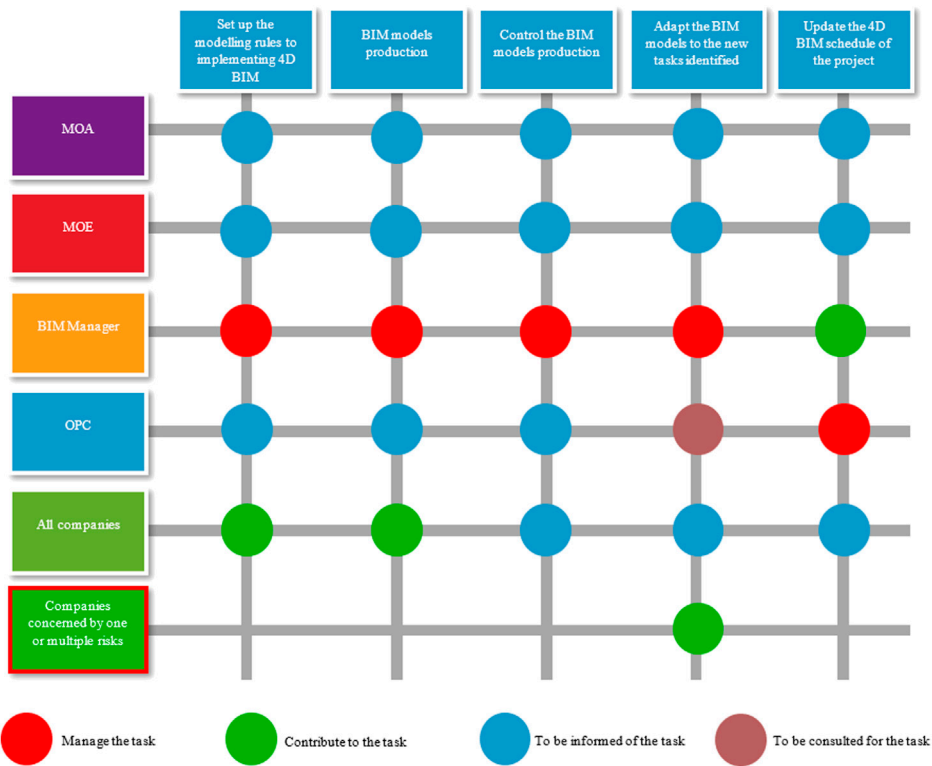 Set up the
modelling rules to
implementing 4D
BIM
BIM models
production
Control the BIM
models production
Adapt the BIM
models to the new
tasks identified
Update the 4D
BIM schedule of
the project
MOA
MOE
BIM Manager
OPC
All companies
Companies
concerned by one
or multiple risks
Manage the task
Contribute to the task
To be informed of the task
To be consulted for the task